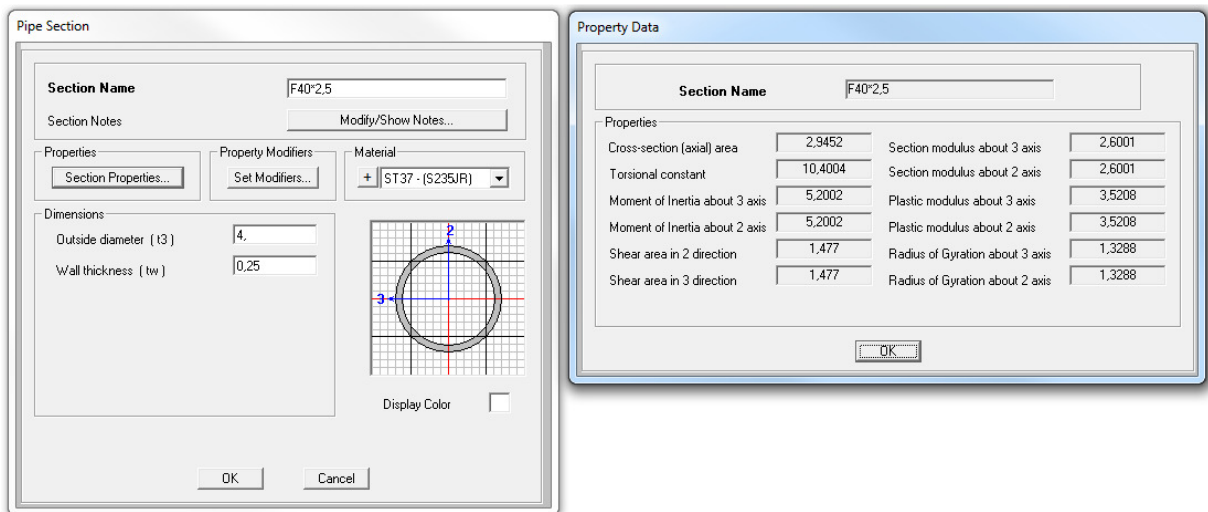 Pipe Section
Section Name F40*2,5
Section Notes Modify/Show Notes...
Properties Property Modifiers Material
Section Properties... Set Modifiers... + ST37 - (S235JR)
Dimensions
Outside diameter ( t3 ) 4,
Wall thickness ( tw ) 0,25
2
3
Display Color
OK Cancel
Property Data
Section Name F40*2,5
Properties
Cross-section (axial) area 2,9452 Section modulus about 3 axis 2,6001
Torsional constant 10,4004 Section modulus about 2 axis 2,6001
Moment of Inertia about 3 axis 5,2002 Plastic modulus about 3 axis 3,5208
Moment of Inertia about 2 axis 5,2002 Plastic modulus about 2 axis 3,5208
Shear area in 2 direction 1,477 Radius of Gyration about 3 axis 1,3288
Shear area in 3 direction 1,477 Radius of Gyration about 2 axis 1,3288
OK